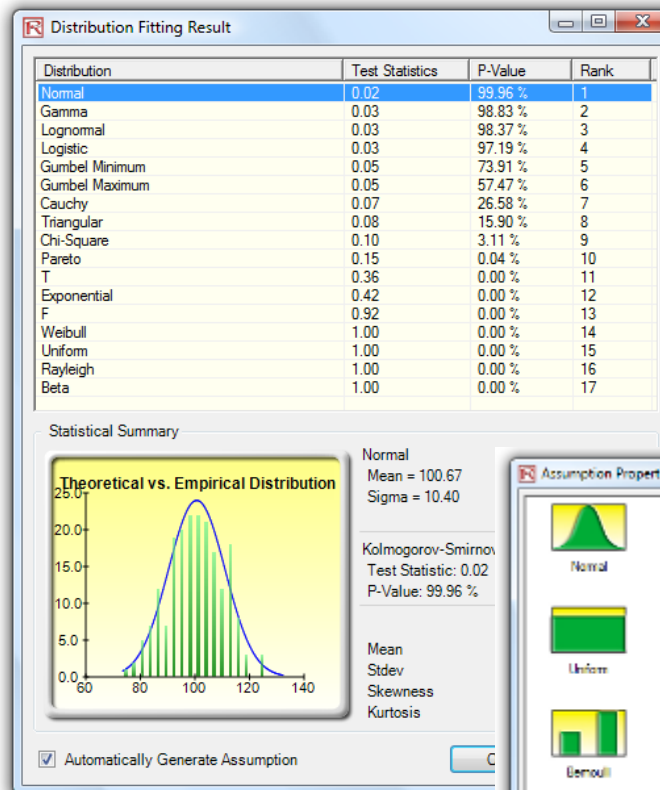 Distribution Fitting Result
Distribution Test Statistics P-Value Rank
Normal 0.02 99.96 % 1
Gamma 0.03 98.83 % 2
Lognormal 0.03 98.37 % 3
Logistic 0.03 97.19 % 4
Gumbel Minimum 0.05 73.91 % 5
Gumbel Maximum 0.05 57.47 % 6
Cauchy 0.07 26.58 % 7
Triangular 0.08 15.90 % 8
Chi-Square 0.10 3.11 % 9
Pareto 0.15 0.04 % 10
T 0.36 0.00 % 11
Exponential 0.42 0.00 % 12
F 0.92 0.00 % 13
Weibull 1.00 0.00 % 14
Uniform 1.00 0.00 % 15
Rayleigh 1.00 0.00 % 16
Beta 1.00 0.00 % 17
Statistical Summary
Theoretical vs. Empirical Distribution
25.0
20.0
15.0
10.0
5.0
0.0
60 80 100 120 140
Normal
Mean = 100.67
Sigma = 10.40
Kolmogorov-Smirnov
Test Statistic: 0.02
P-Value: 99.96 %
Mean
Stdev
Skewness
Kurtosis
Automatically Generate Assumption
Assumption Propert
Normal
Uniform
Bernoulli